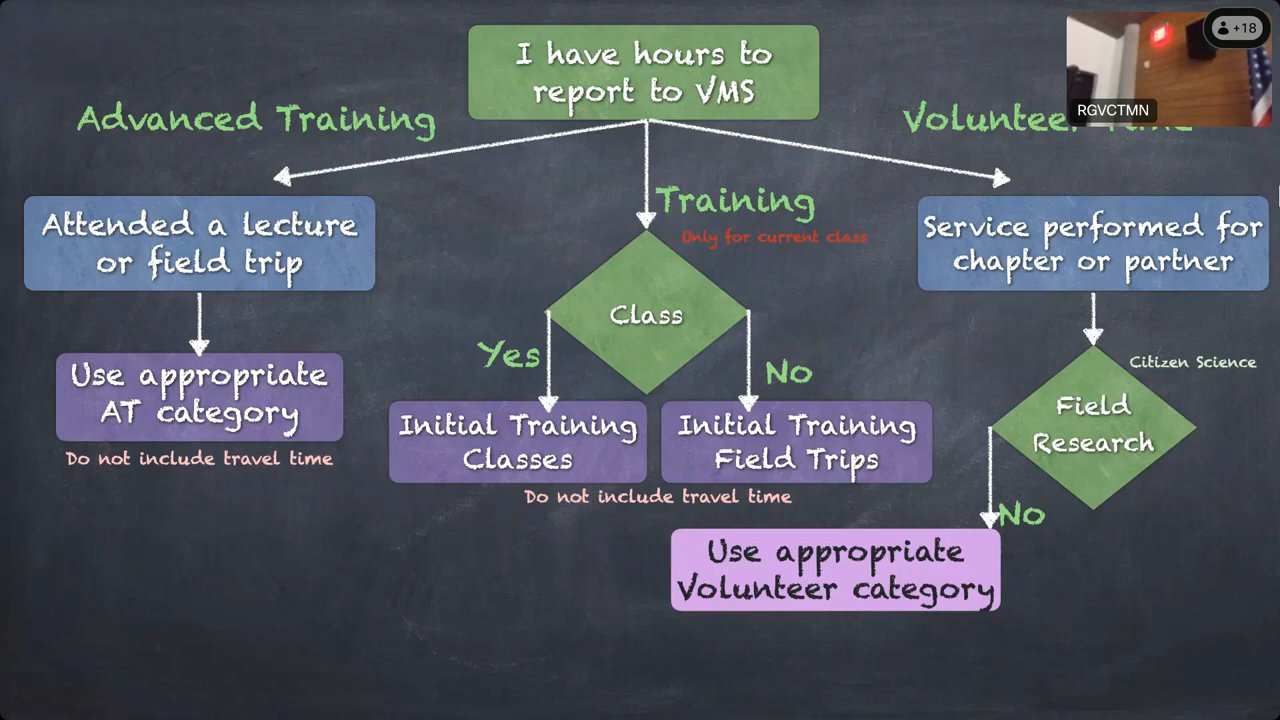 I have hours to
report to VMS
+18
RGVCTMN
Advanced Training
Volunteer
Training
Only for current class
Attended a lecture
or field trip
Service performed for
chapter or partner
Class
Yes
No
Citizen Science
Use appropriate
AT category
Do not include travel time
Initial Training
Classes
Initial Training
Field Trips
Do not include travel time
Field
Research
No
Use appropriate
Volunteer category